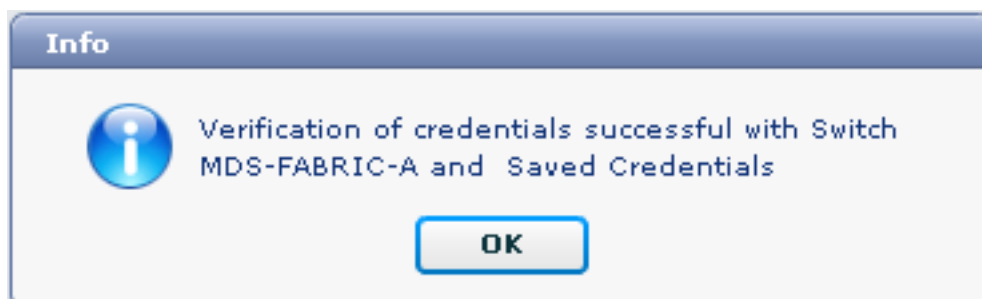 Info
Verification of credentials successful with Switch
MDS-FABRIC-A and  Saved Credentials
OK